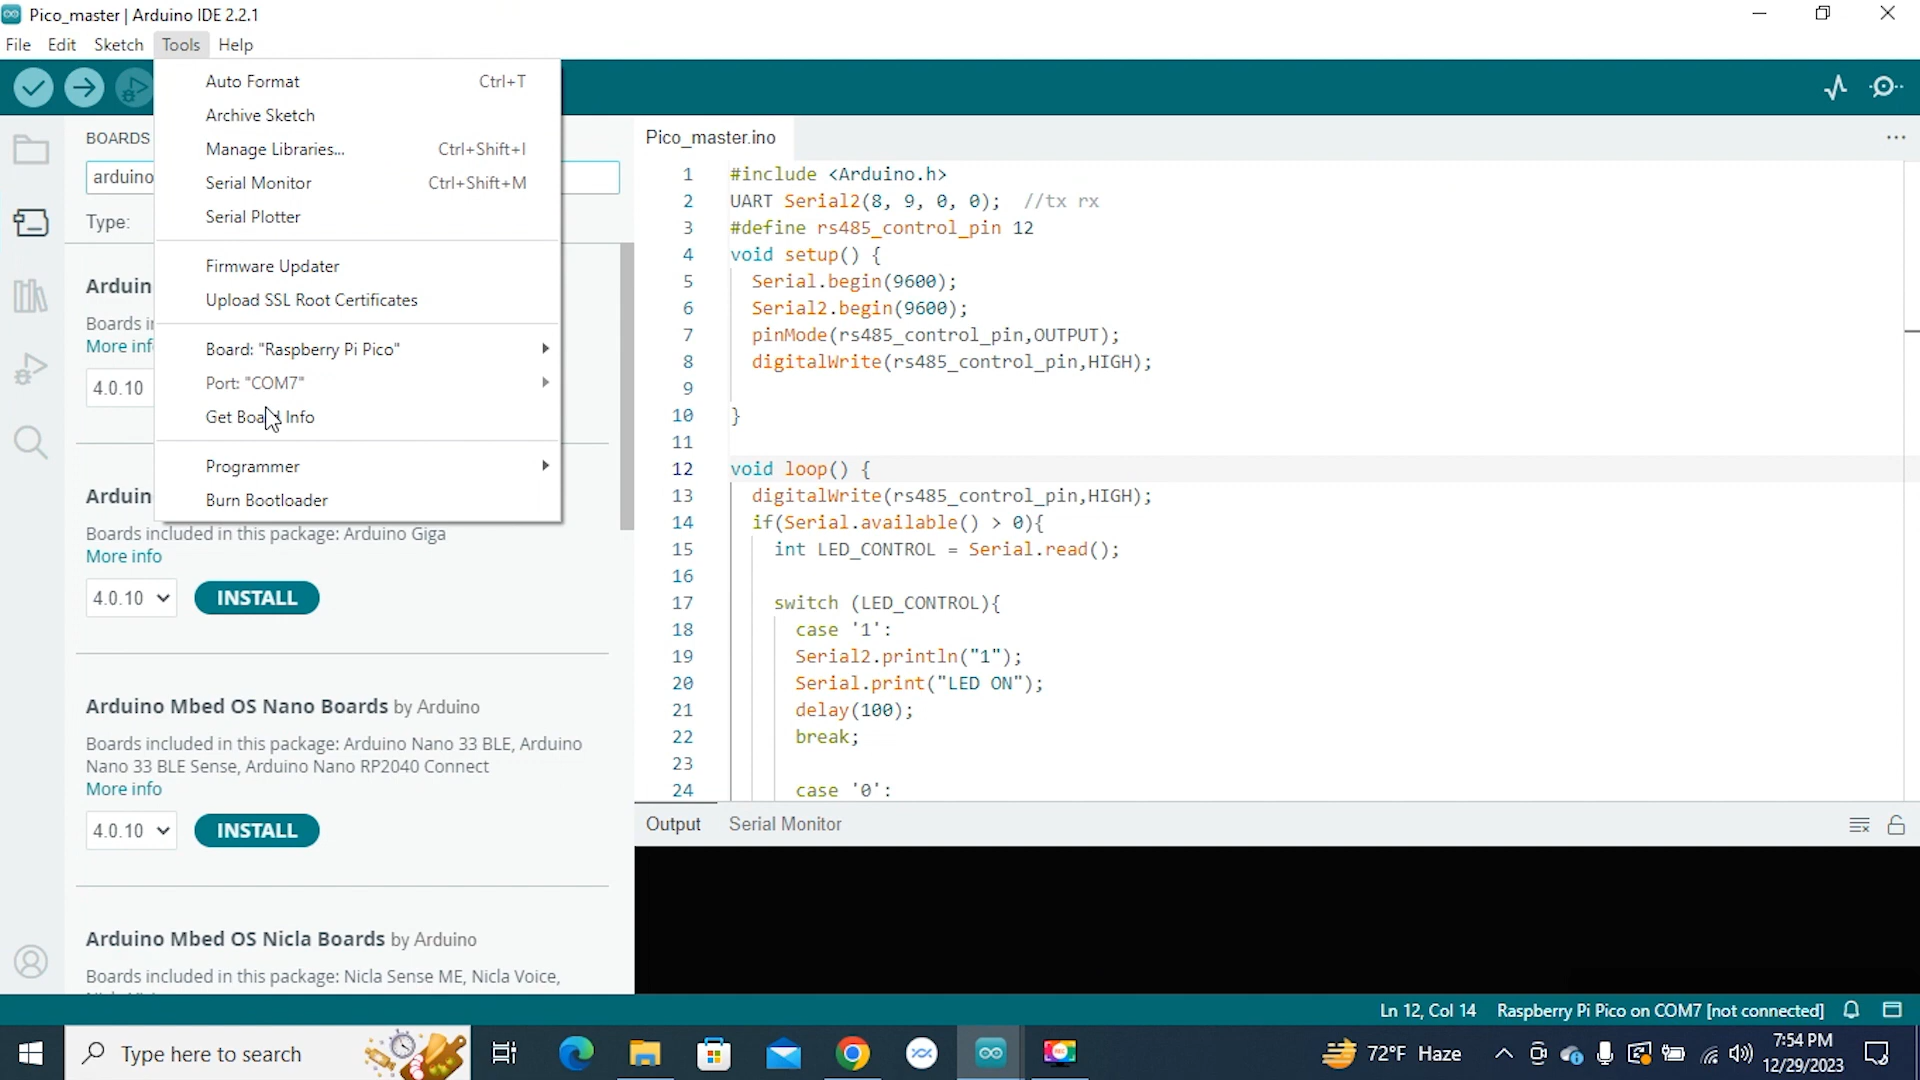 Pico_master | Arduino IDE 2.2.1
File Edit Sketch Tools Help
Auto Format Ctrl+T
Archive Sketch
Manage Libraries... Ctrl+Shift+I
Serial Monitor Ctrl+Shift+M
Serial Plotter
Firmware Updater
Upload SSL Root Certificates
Board: "Raspberry Pi Pico"
Port: "COM7"
Get Board Info
Programmer
Burn Bootloader
BOARDS
arduino
Type:
Arduin
Boards in
More info
4.0.10
Arduin
Boards included in this package: Arduino Giga
More info
4.0.10 INSTALL
Arduino Mbed OS Nano Boards by Arduino
Boards included in this package: Arduino Nano 33 BLE, Arduino
Nano 33 BLE Sense, Arduino Nano RP2040 Connect
More info
4.0.10 INSTALL
Arduino Mbed OS Nicla Boards by Arduino
Boards included in this package: Nicla Sense ME, Nicla Voice,
Pico_master.ino
1 #include <Arduino.h>
2 UART Serial2(8, 9, 0, 0); //tx rx
3 #define rs485_control_pin 12
4 void setup() {
5 Serial.begin(9600);
6 Serial2.begin(9600);
7 pinMode(rs485_control_pin,OUTPUT);
8 digitalWrite(rs485_control_pin,HIGH);
9
10 }
11
12 void loop() {
13 digitalWrite(rs485_control_pin,HIGH);
14 if(Serial.available() > 0){
15 int LED_CONTROL = Serial.read();
16
17 switch (LED_CONTROL){
18 case '1':
19 Serial2.println("1");
20 Serial.print("LED ON");
21 delay(100);
22 break;
23
24 case '0':
Output Serial Monitor
Ln 12, Col 14 Raspberry Pi Pico on COM7 [not connected]
Type here to search
72°F Haze
7:54 PM
12/29/2023